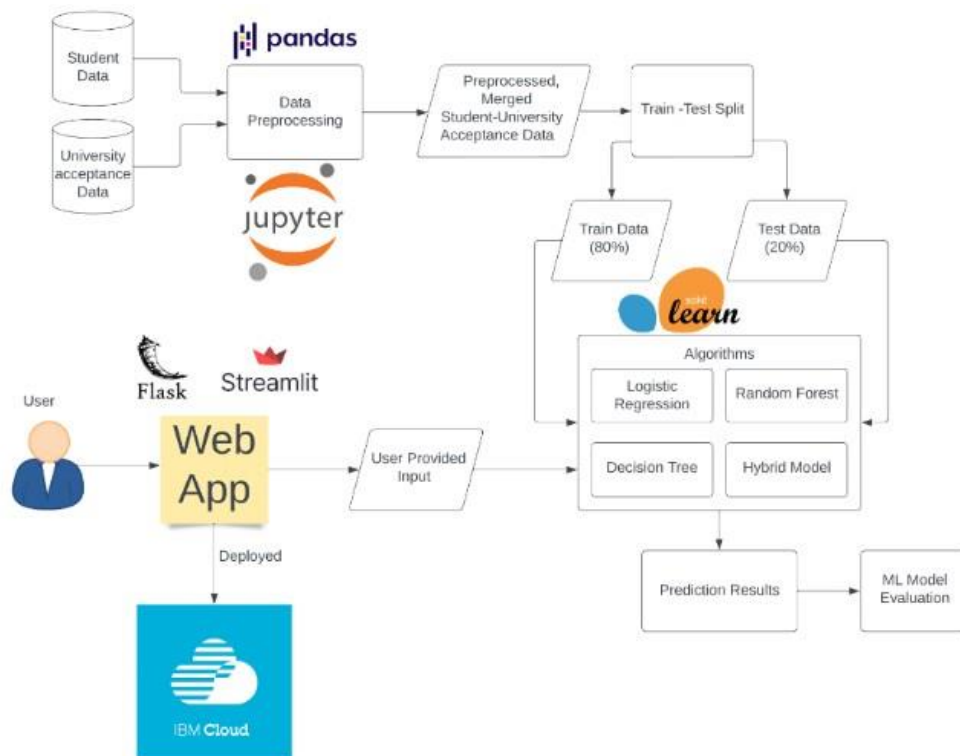 pandas
Student
Data
Data
Preprocessing
Preprocessed,
Merged
Student-University
Acceptance Data
Train -Test Split
University
acceptance
Data
jupyter
Train Data
(80%)
Test Data
(20%)
scikit
learn
Algorithms
Logistic
Regression
Random Forest
Decision Tree
Hybrid Model
Flask
Streamlit
User
Web
App
User Provided
Input
Deployed
Prediction Results
ML Model
Evaluation
IBM Cloud